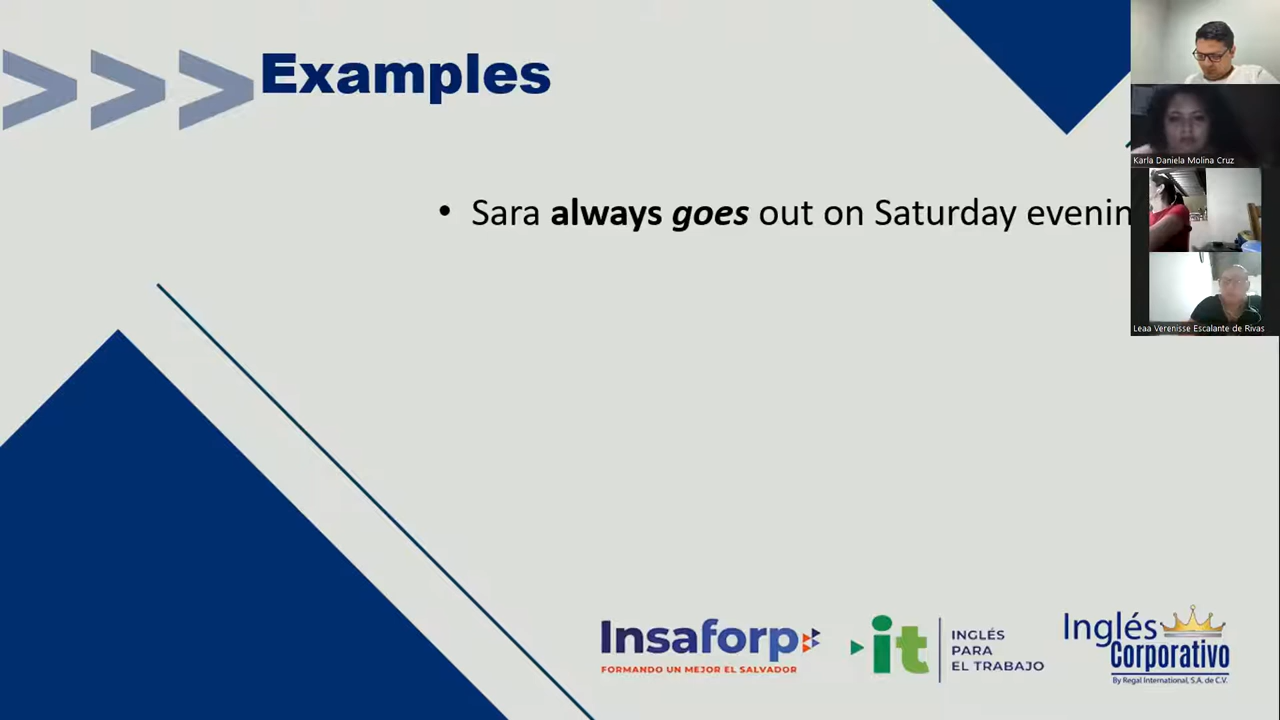 Examples
• Sara always goes out on Saturday evenin
Karla Daniela Molina Cruz
Leaa Verenisse Escalante de Rivas
Insaforp
FORMANDO UN MEJOR EL SALVADOR
it
INGLÉS
PARA
EL TRABAJO
Inglés
Corporativo
By Regal International, S.A. de C.V.